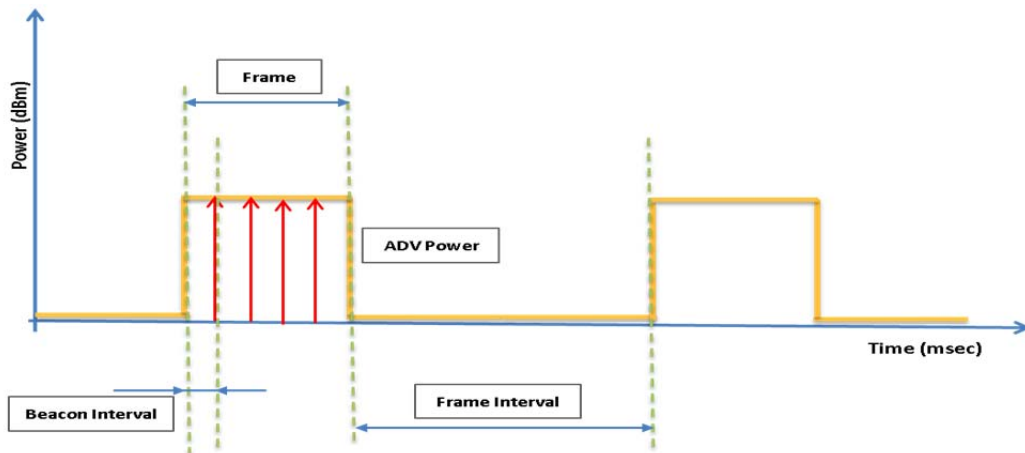 Frame
Power (dBm)
ADV Power
Time (msec)
Beacon Interval
Frame Interval